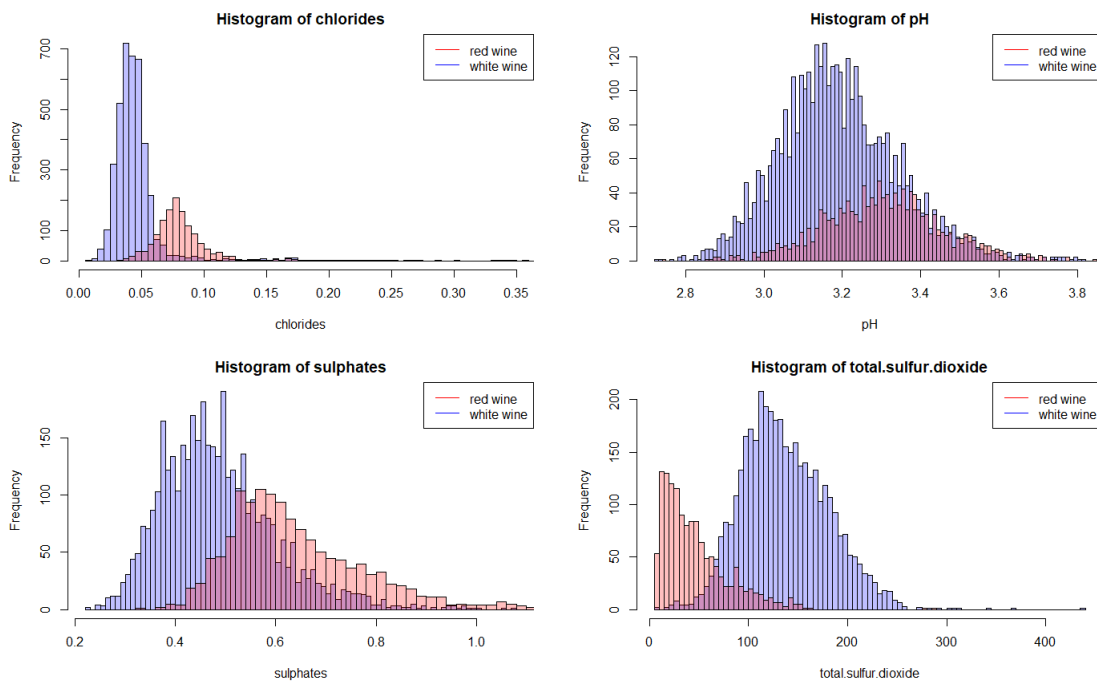 Histogram of chlorides
red wine
white wine
Frequency
0 100 300 500 700
0.00 0.05 0.10 0.15 0.20 0.25 0.30 0.35
chlorides
Histogram of pH
red wine
white wine
Frequency
0 20 40 60 80 100 120
2.8 3.0 3.2 3.4 3.6 3.8
pH
Histogram of sulphates
red wine
white wine
Frequency
0 50 100 150
0.2 0.4 0.6 0.8 1.0
sulphates
Histogram of total.sulfur.dioxide
red wine
white wine
Frequency
0 50 100 150 200
0 100 200 300 400
total.sulfur.dioxide